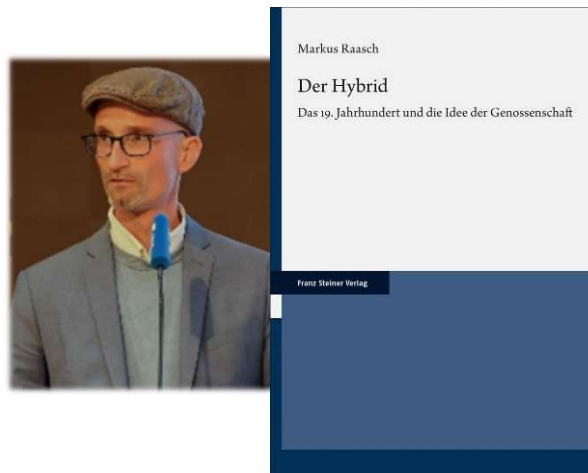 Markus Raasch
Der Hybrid
Das 19. Jahrhundert und die Idee der Genossenschaft
Franz Steiner Verlag